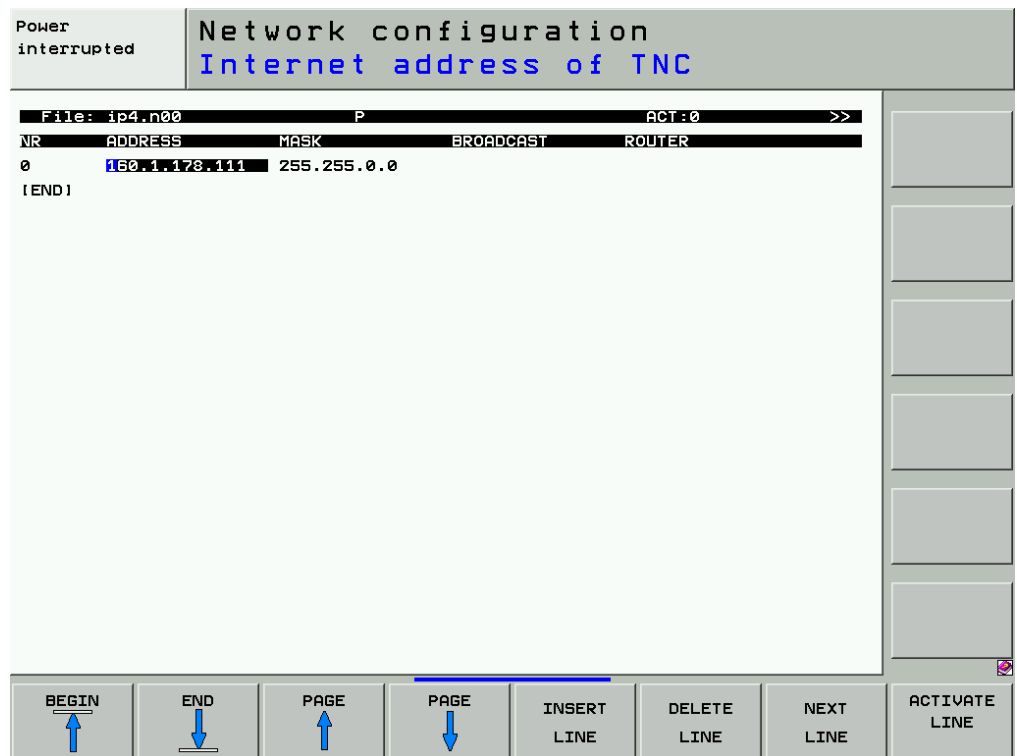 Power
interrupted
Network configuration
Internet address of TNC
File: ip4.n00 P ACT:0 >>
NR ADDRESS MASK BROADCAST ROUTER
0 160.1.178.111 255.255.0.0
[END]
BEGIN END PAGE PAGE INSERT LINE DELETE LINE NEXT LINE ACTIVATE LINE